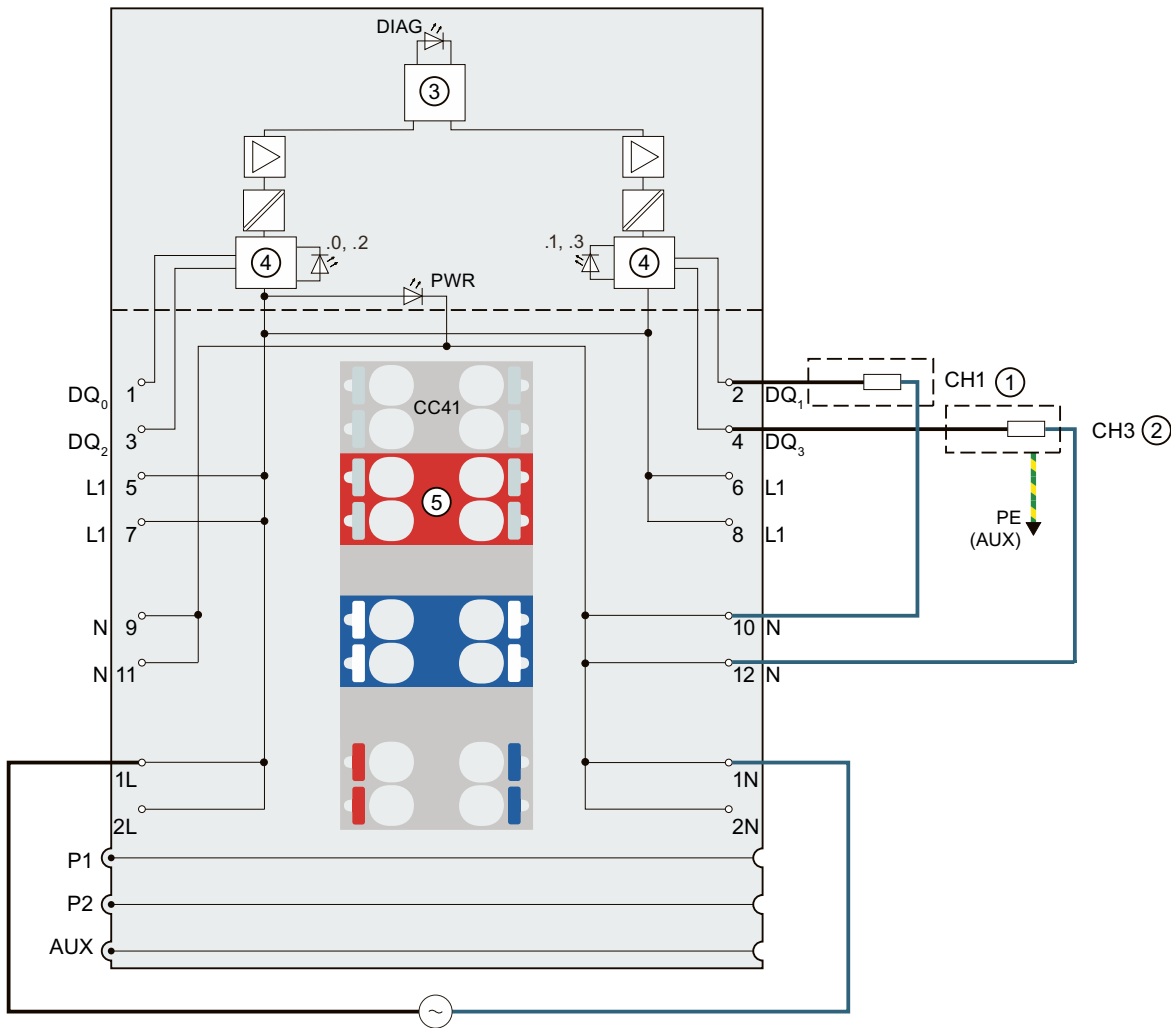 DIAG
③
④ .0, .2
.1, .3 ④
PWR
DQ0 1
2 DQ1
CH1 ①
CC41
DQ2 3
4 DQ3
CH3 ②
L1 5
⑤
6 L1
L1 7
8 L1
PE
(AUX)
N 9
10 N
N 11
12 N
1L
1N
2L
2N
P1
P2
AUX
~